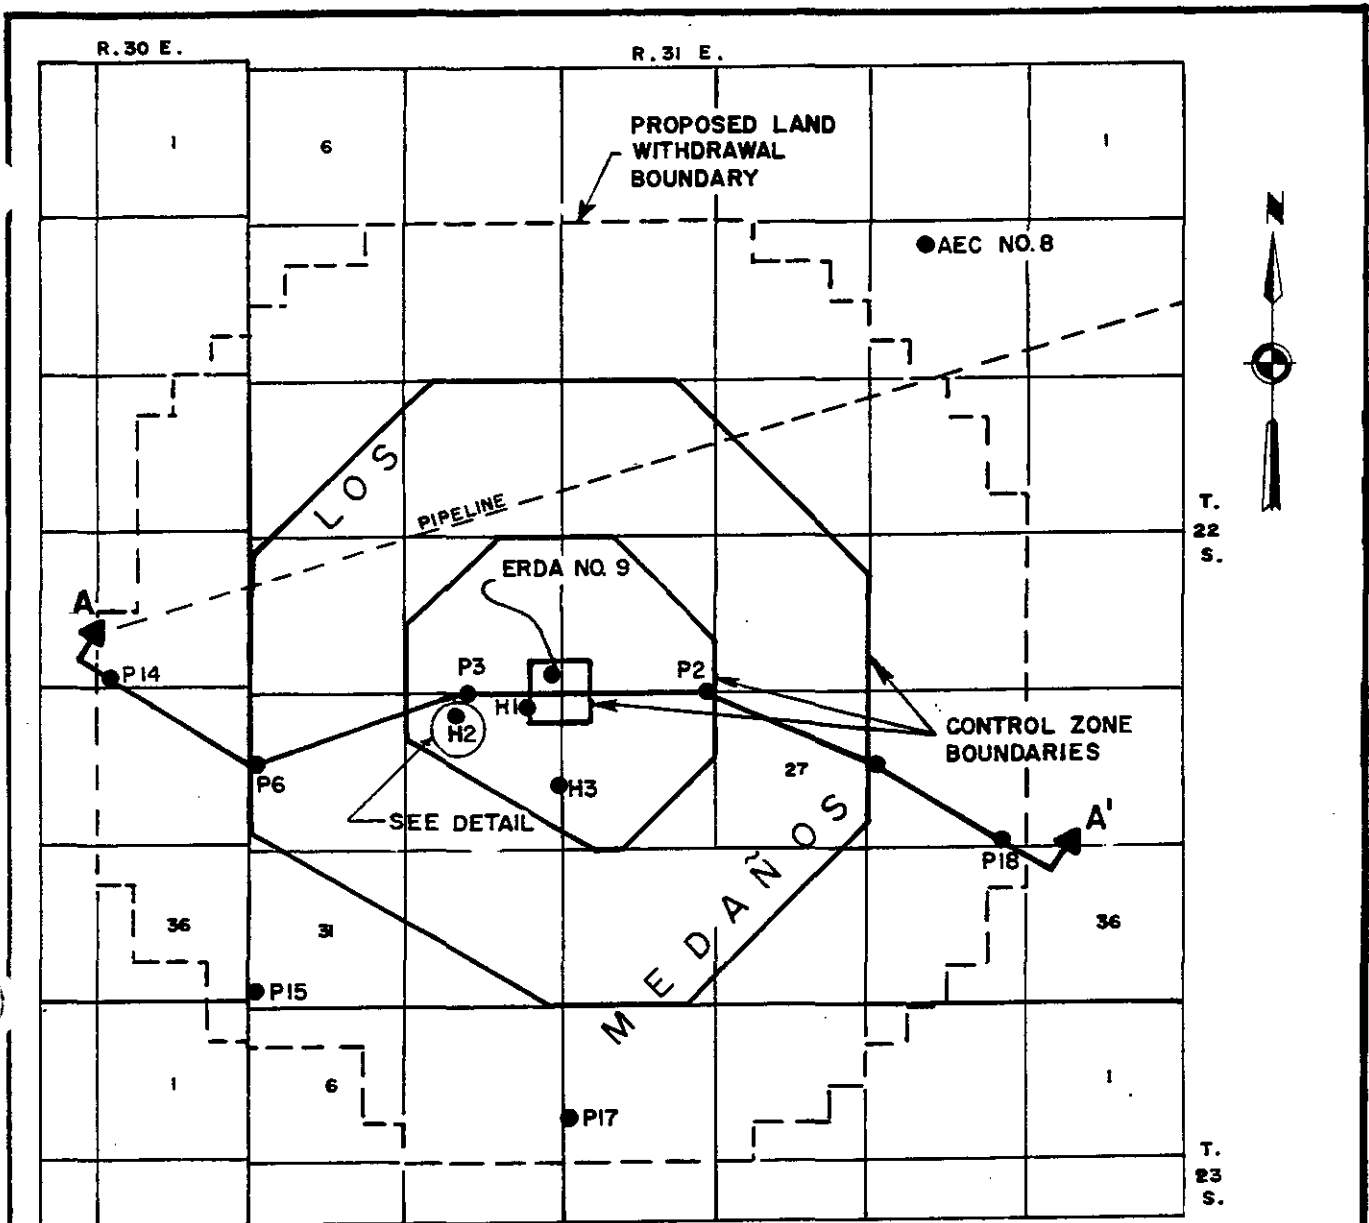 R.30 E.
R.31 E.
1
6
PROPOSED LAND
WITHDRAWAL
BOUNDARY
1
N
AEC NO.8
LOS
PIPELINE
T.
22
S.
ERDA NO. 9
A
P14
P3
P2
H1
H2
CONTROL ZONE
BOUNDARIES
P6
27
H3
SEE DETAIL
A'
P18
MEDAÑOS
36
31
36
P15
1
6
1
P17
T.
23
S.